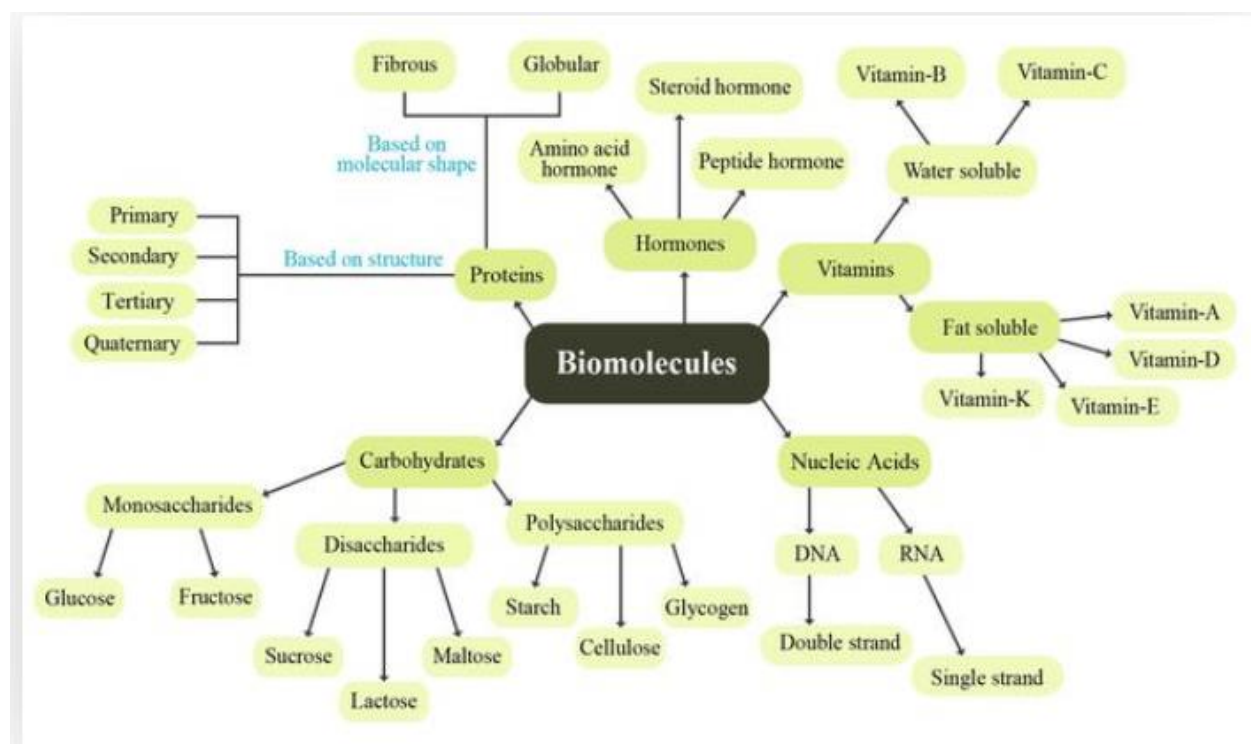 Fibrous
Globular
Based on
molecular shape
Primary
Secondary
Tertiary
Quaternary
Based on structure
Proteins
Steroid hormone
Amino acid
hormone
Peptide hormone
Hormones
Vitamin-B
Vitamin-C
Water soluble
Vitamins
Fat soluble
Vitamin-A
Vitamin-D
Vitamin-K
Vitamin-E
Biomolecules
Carbohydrates
Monosaccharides
Glucose
Fructose
Disaccharides
Sucrose
Lactose
Maltose
Polysaccharides
Starch
Cellulose
Glycogen
Nucleic Acids
DNA
RNA
Double strand
Single strand